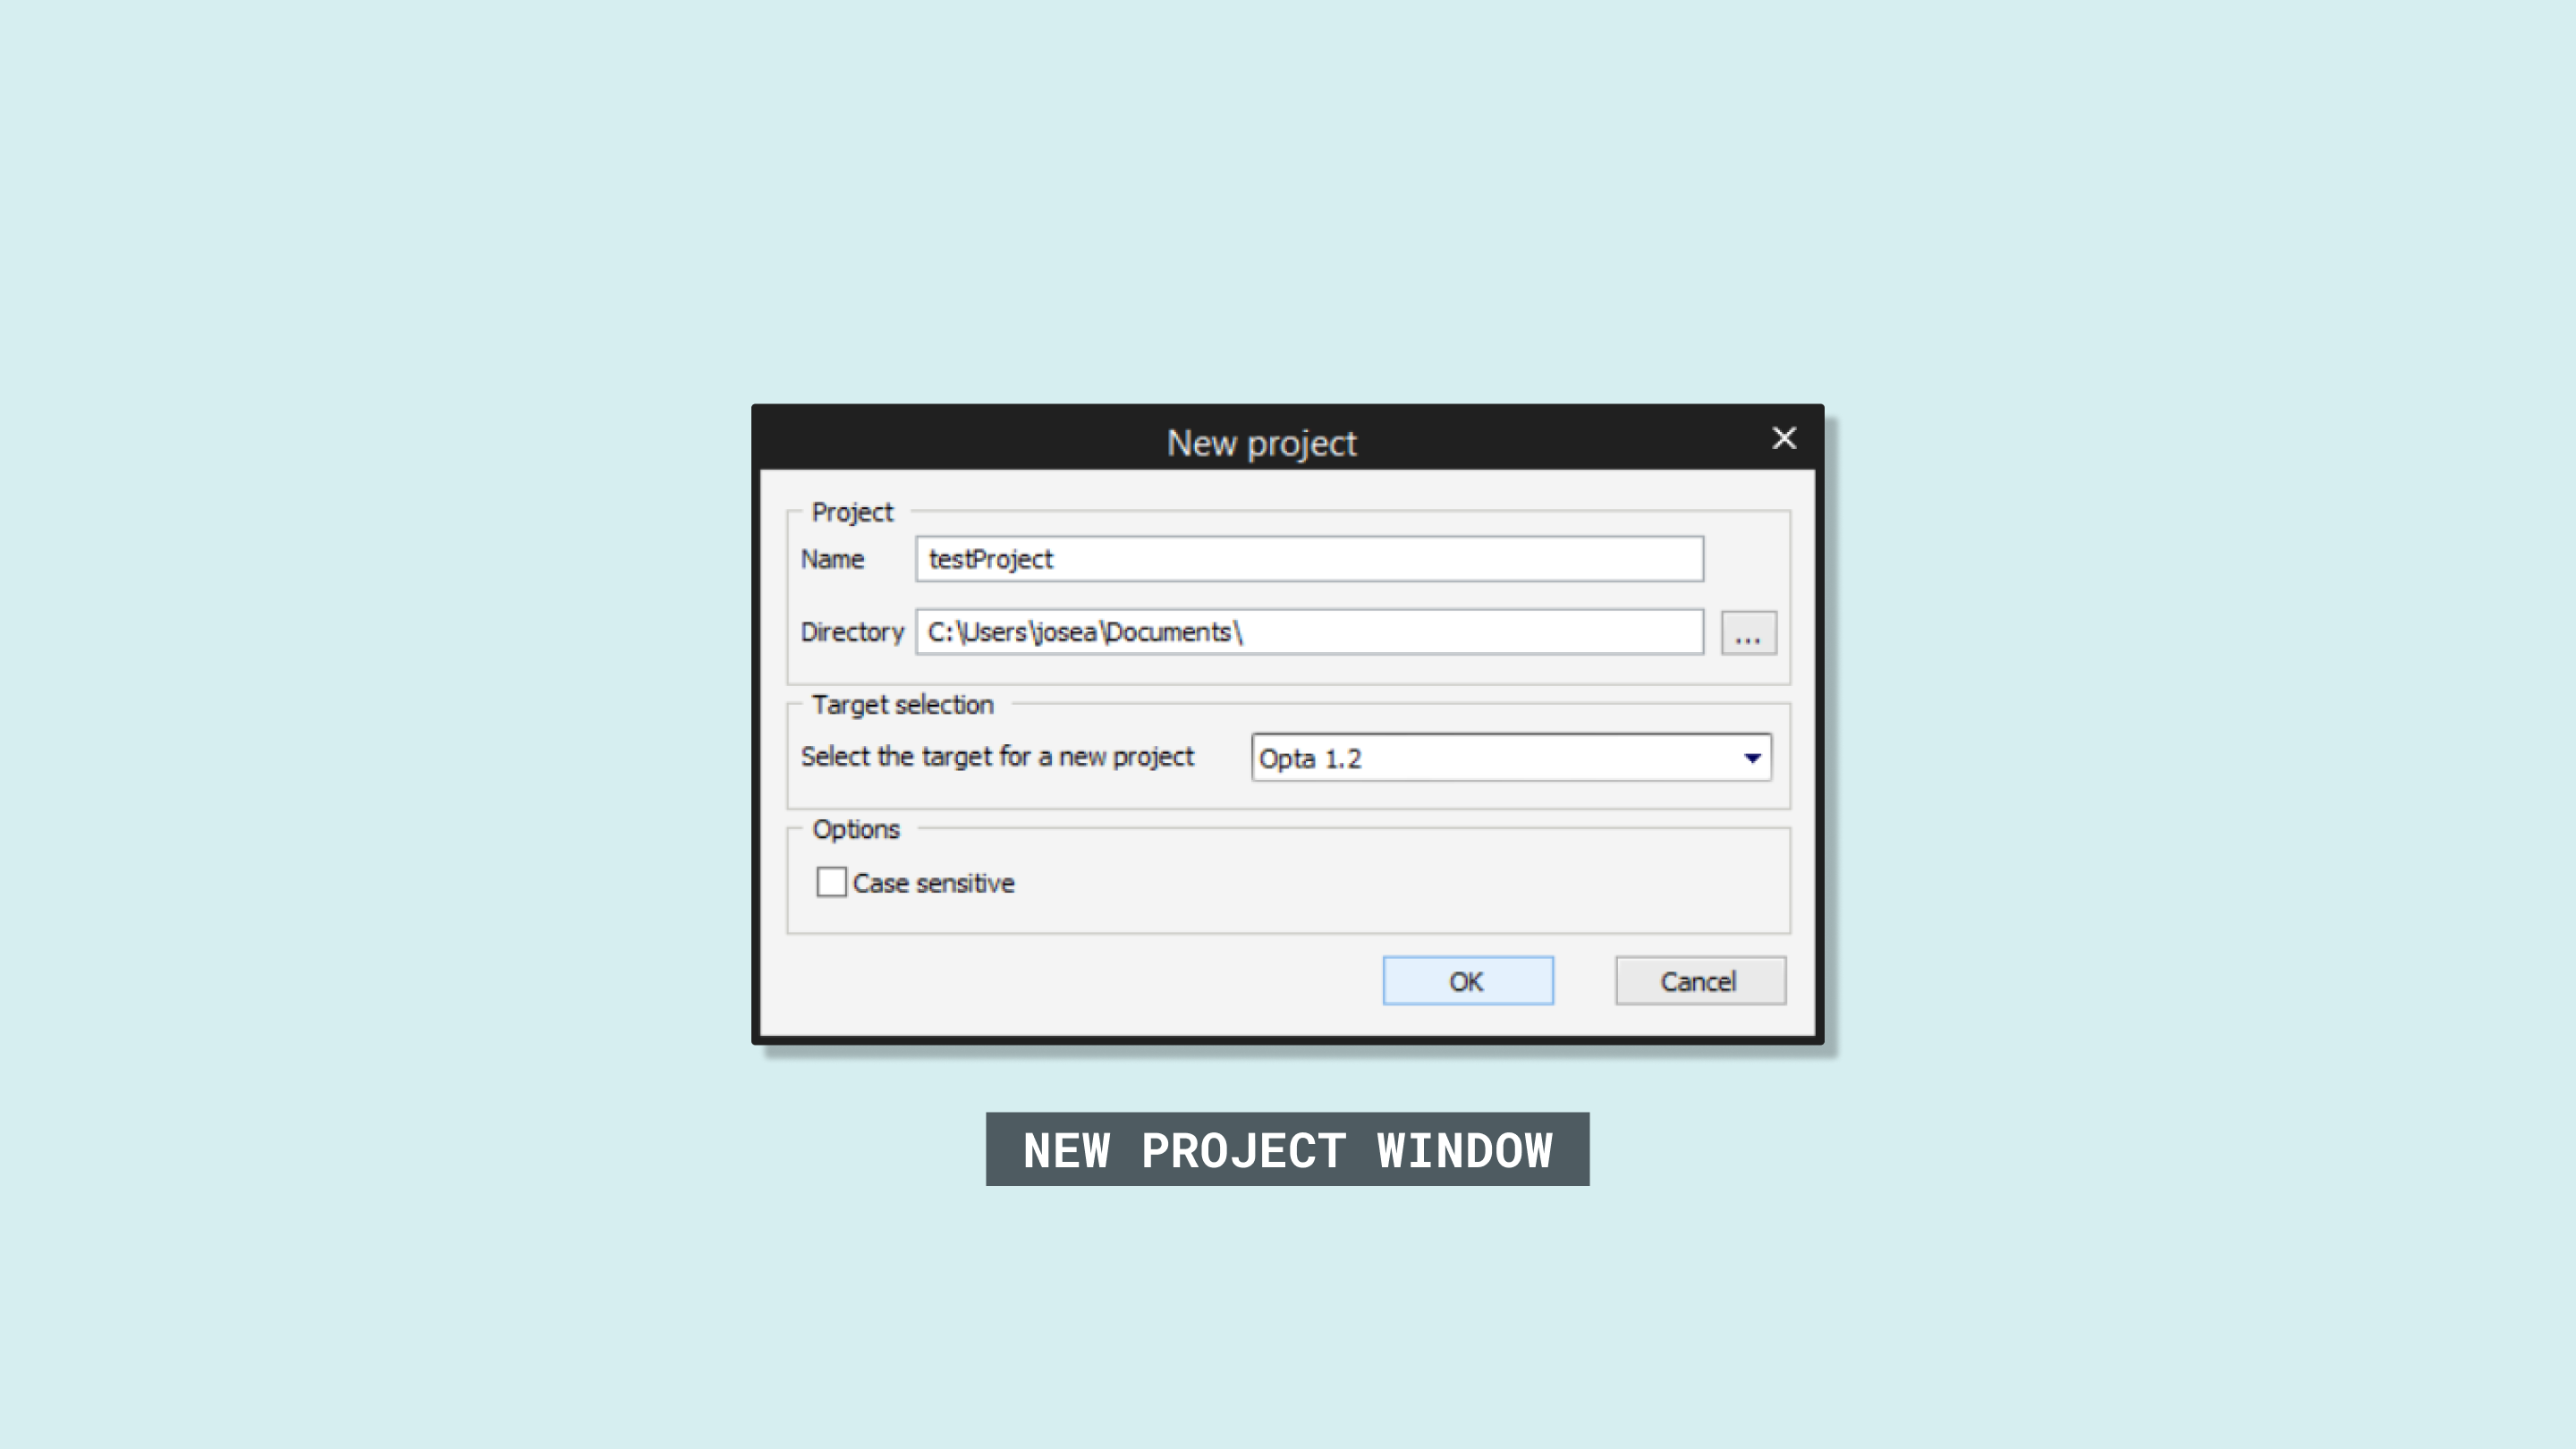 New project
Project
Name testProject
Directory C:\Users\josea\Documents\ ...
Target selection
Select the target for a new project Opta 1.2
Options
Case sensitive
OK Cancel
NEW PROJECT WINDOW